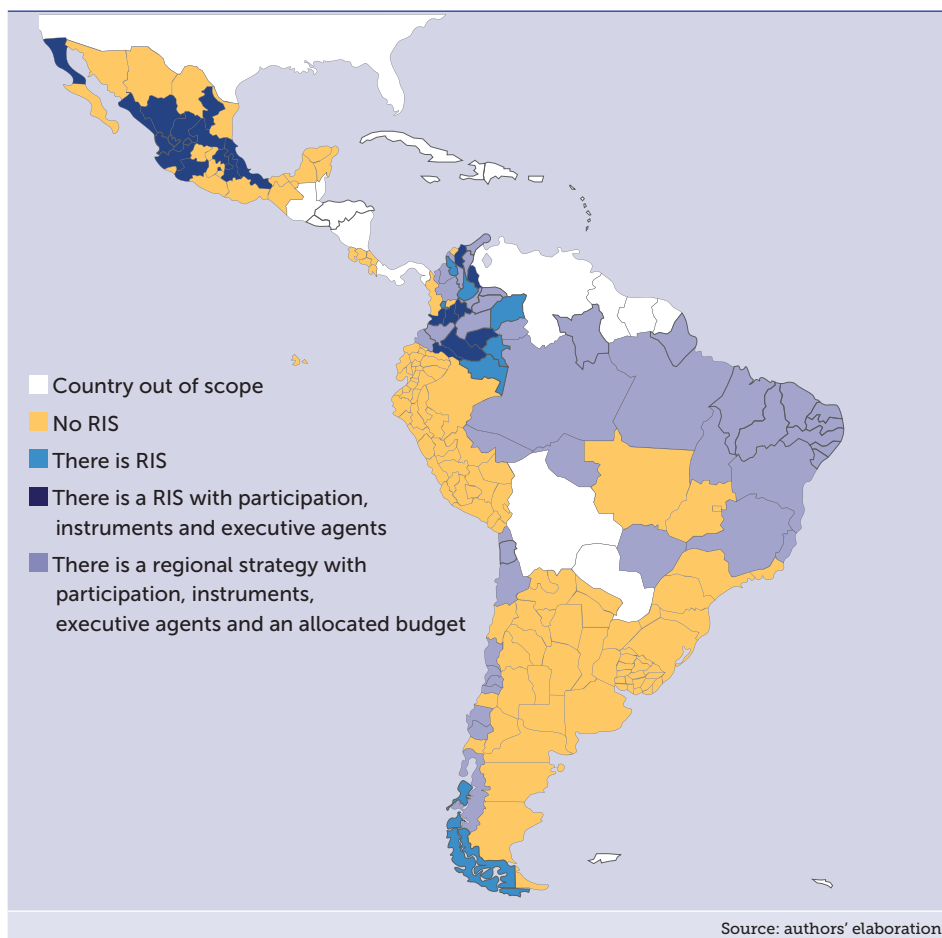 Country out of scope
No RIS
There is RIS
There is a RIS with participation,
instruments and executive agents
There is a regional strategy with
participation, instruments,
executive agents and an allocated budget
Source: authors' elaboration